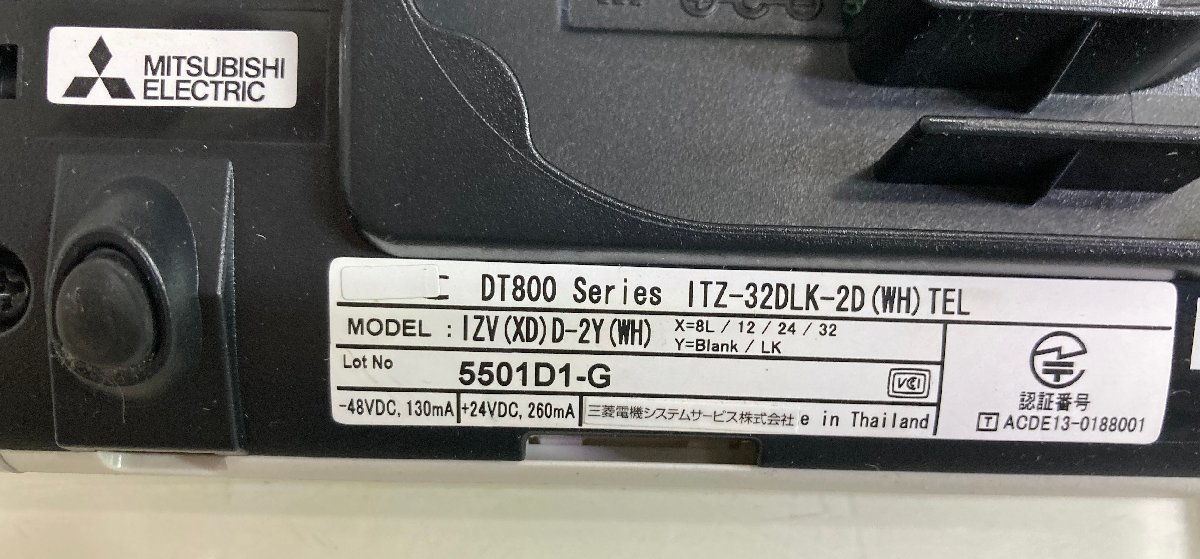 MITSUBISHI
ELECTRIC
DT800 Series ITZ-32DLK-2D(WH)TEL
MODEL : IZV(XD)D-2Y(WH) X=8L / 12 / 24 / 32
Y=Blank / LK
Lot No
5501D1-G
VCI
-48VDC, 130mA +24VDC, 260mA 三菱電機システムサービス株式会社 e in Thailand
認証番号
T ACDE13-0188001